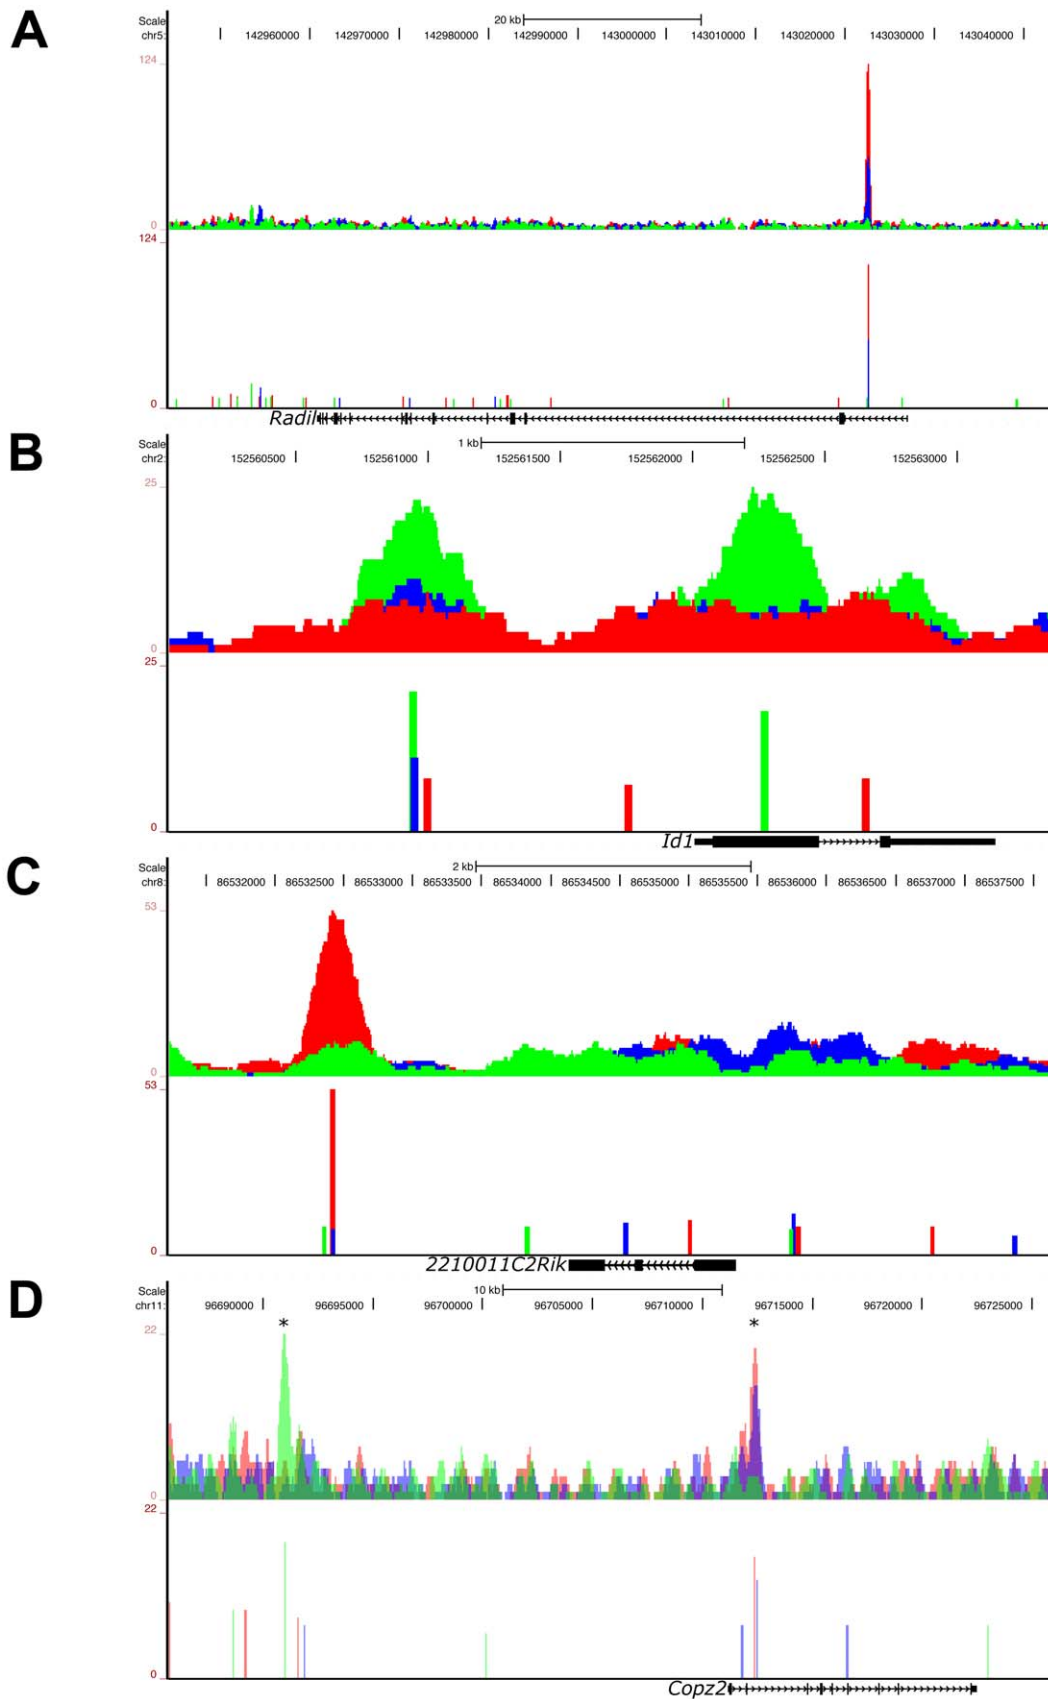 A
Scale
20 kb
chr5:
142960000
142970000
142980000
142990000
143000000
143010000
143020000
143030000
143040000
124
0
124
0
Radil
B
Scale
1 kb
chr2:
152560500
152561000
152561500
152562000
152562500
152563000
25
0
25
0
Id1
C
Scale
2 kb
chr8:
86532000
86532500
86533000
86533500
86534000
86534500
86535000
86535500
86536000
86536500
86537000
86537500
53
0
53
0
2210011C2Rik
D
Scale
10 kb
chr11:
96690000
96695000
96700000
96705000
96710000
96715000
96720000
96725000
* *
22
0
22
0
Copz2